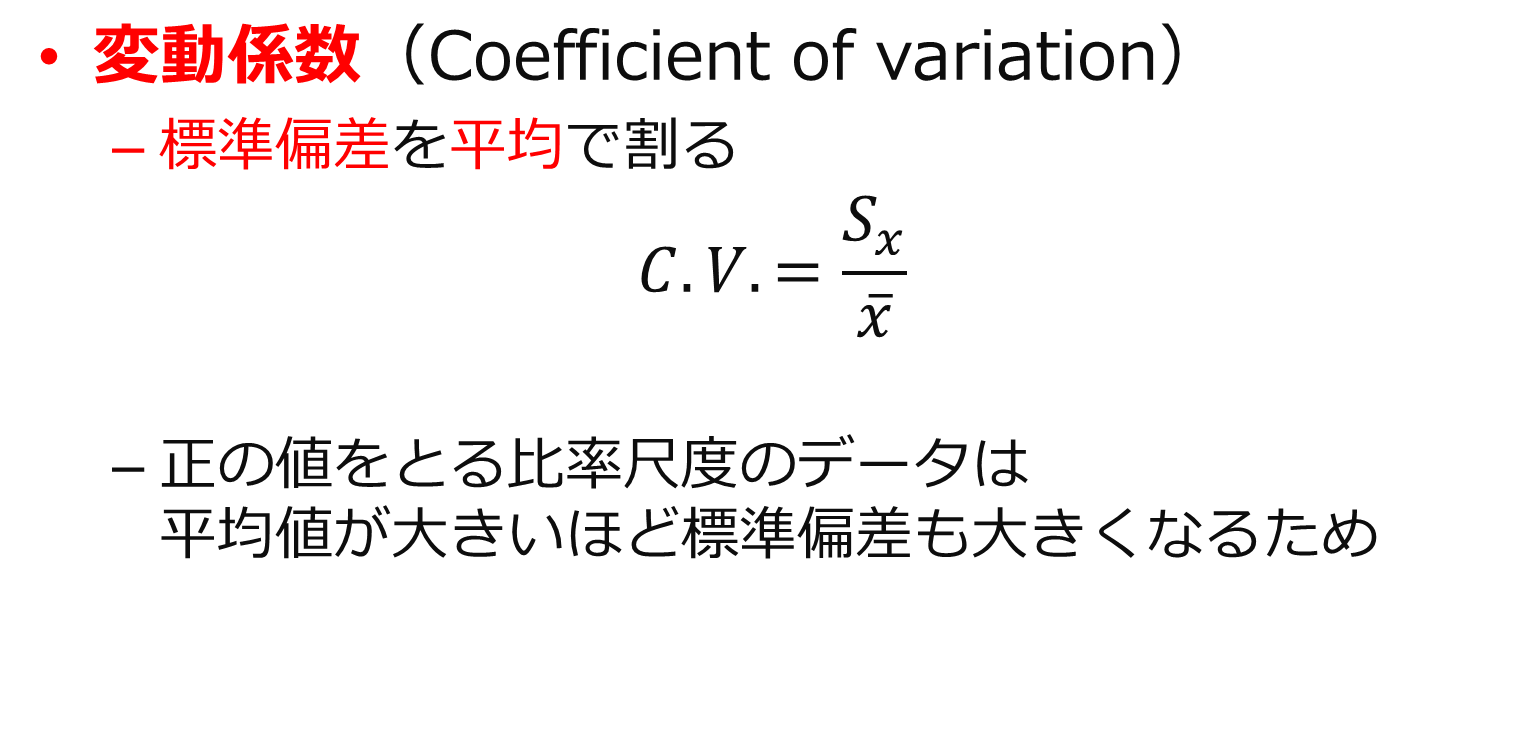 • 変動係数（Coefficient of variation）
– 標準偏差を平均で割る
C.V. = Sₓ / x̄
– 正の値をとる比率尺度のデータは
平均値が大きいほど標準偏差も大きくなるため